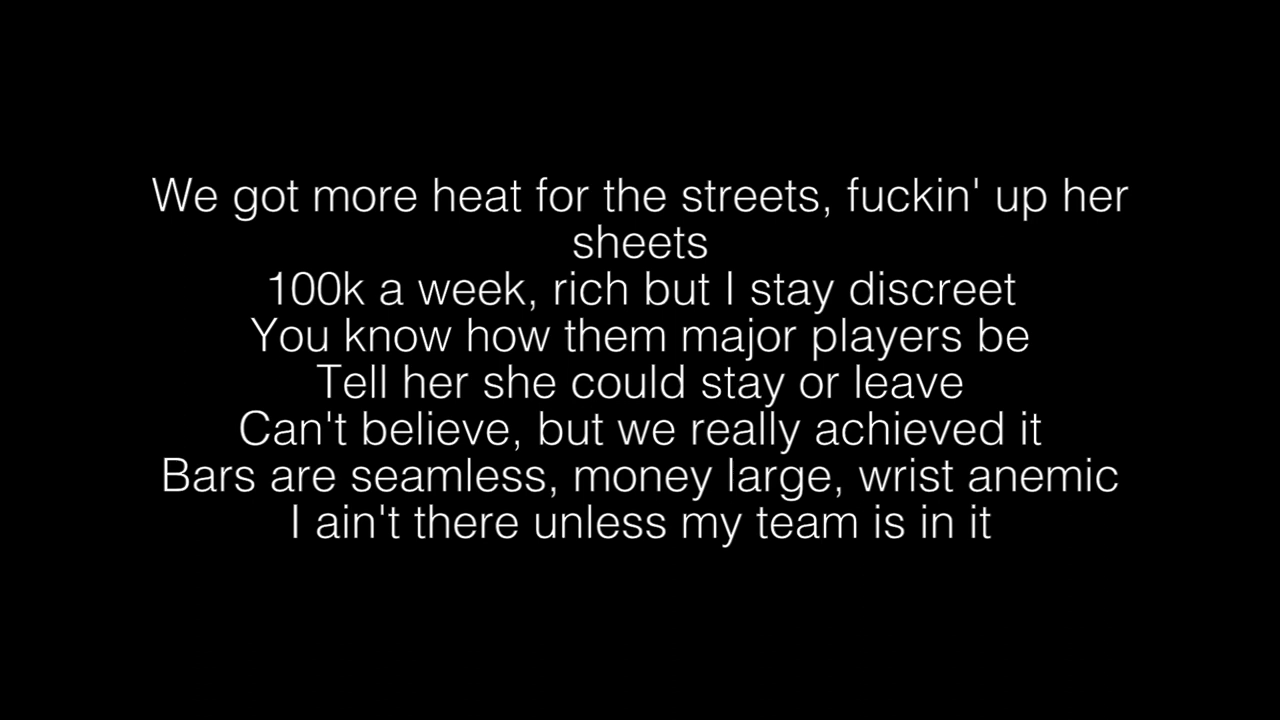 We got more heat for the streets, fuckin' up her
sheets
100k a week, rich but I stay discreet
You know how them major players be
Tell her she could stay or leave
Can't believe, but we really achieved it
Bars are seamless, money large, wrist anemic
I ain't there unless my team is in it